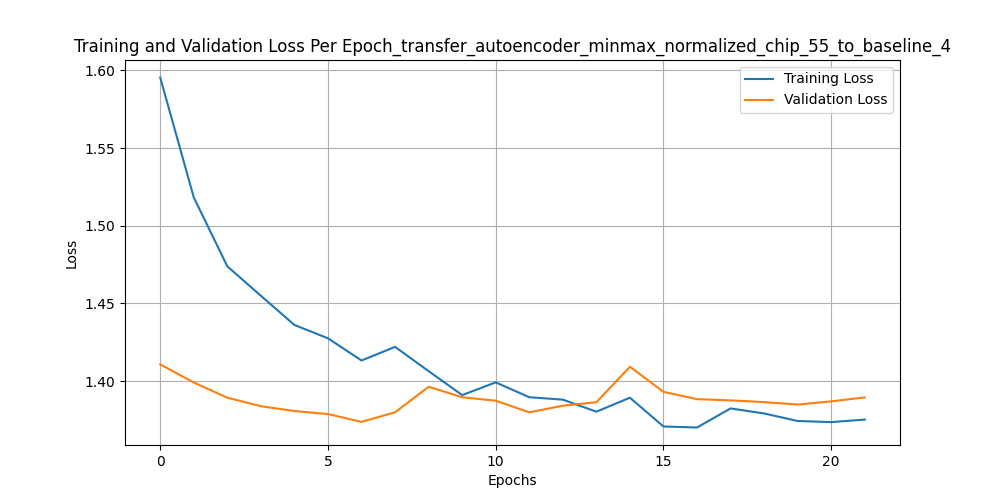 Training and Validation Loss Per Epoch_transfer_autoencoder_minmax_normalized_chip_55_to_baseline_4
Training Loss
Validation Loss
1.60
1.55
1.50
1.45
1.40
Loss
0
5
10
15
20
Epochs